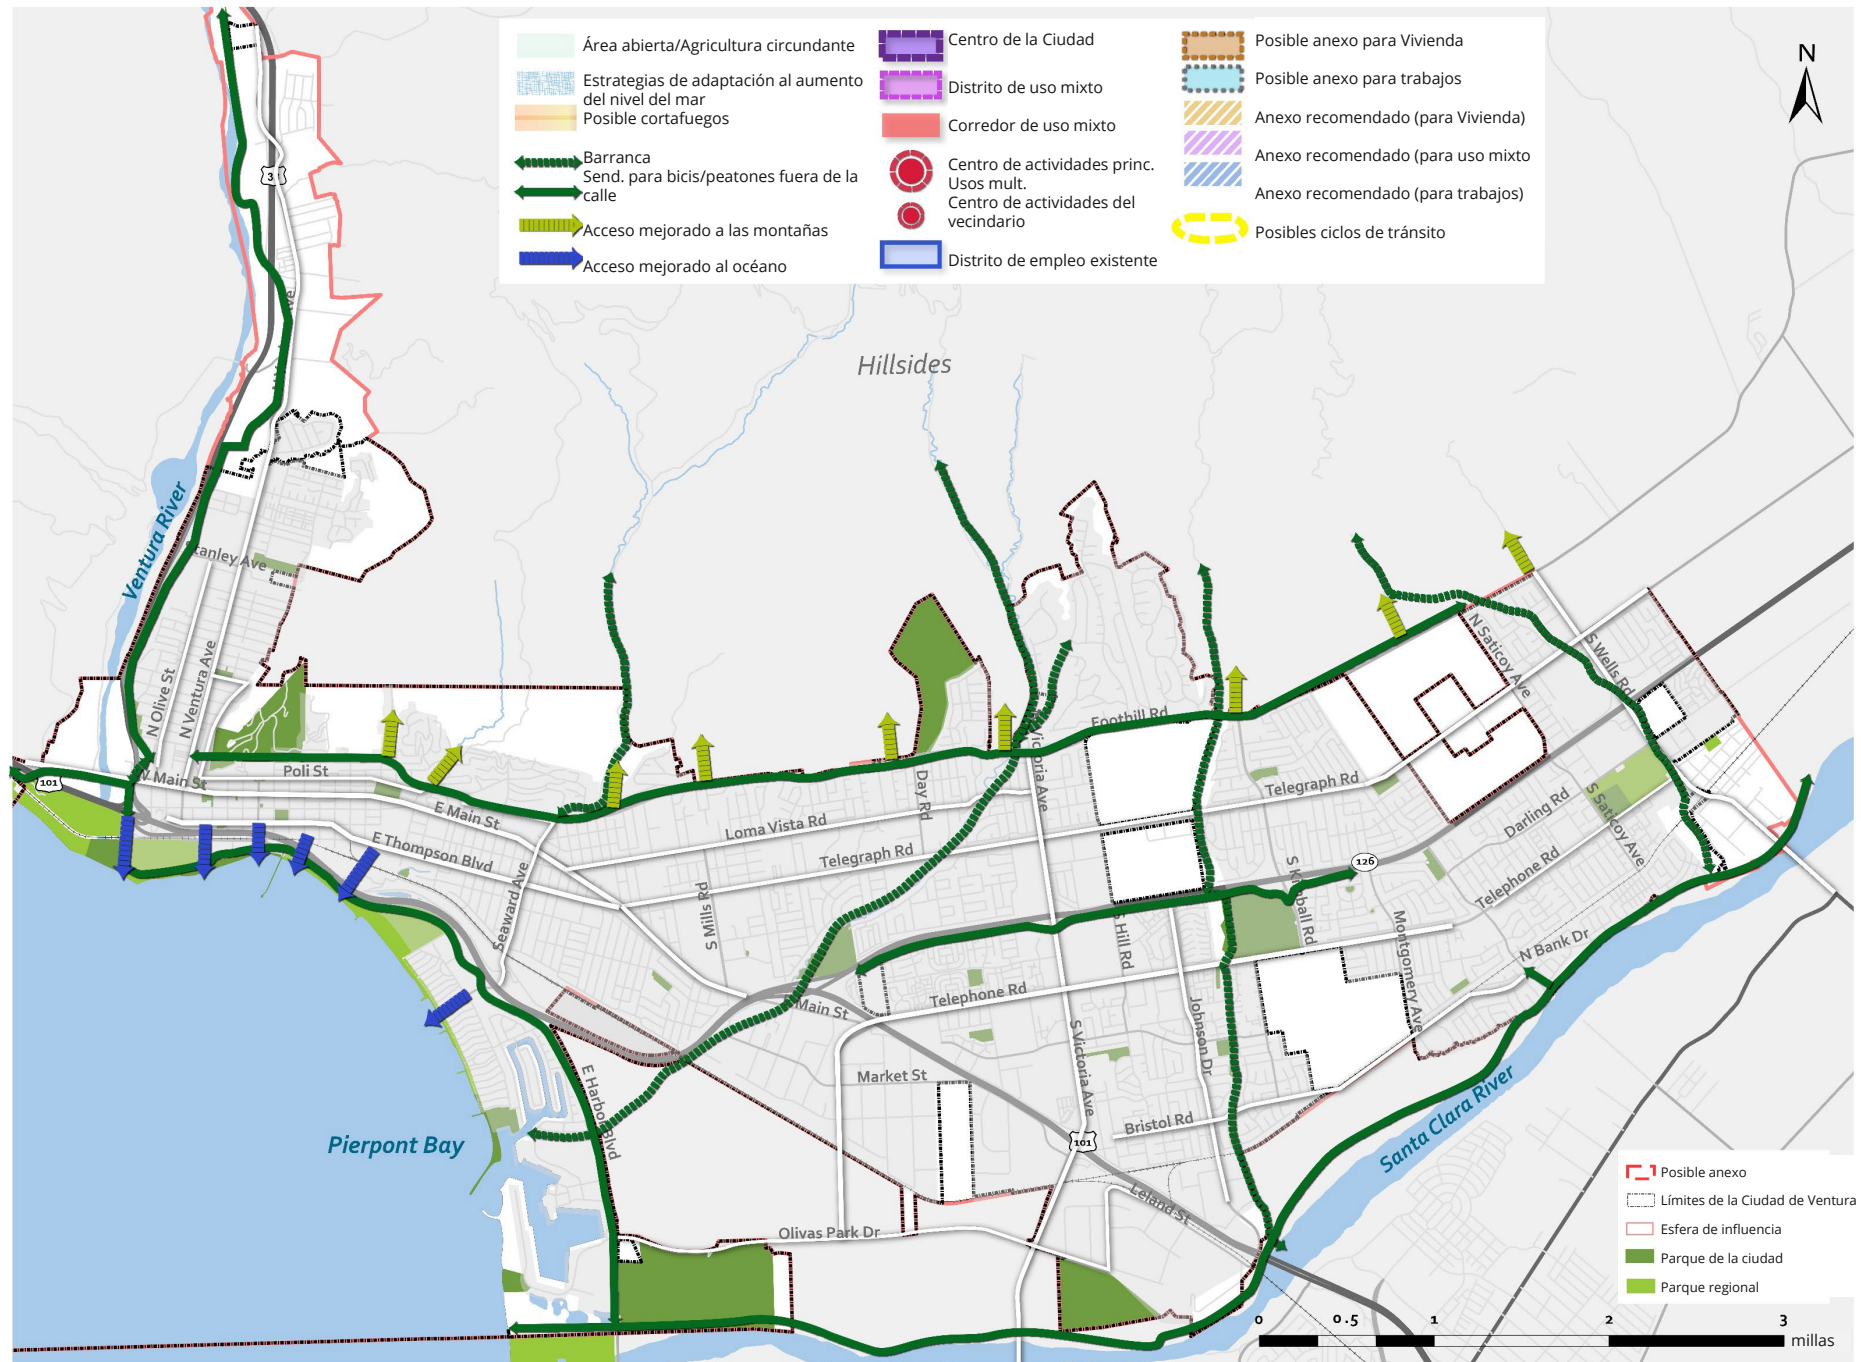 Área abierta/Agricultura circundante
Estrategias de adaptación al aumento
del nivel del mar
Posible cortafuegos
Barranca
Send. para bicis/peatones fuera de la
calle
Acceso mejorado a las montañas
Acceso mejorado al océano
Centro de la Ciudad
Distrito de uso mixto
Corredor de uso mixto
Centro de actividades princ.
Usos mult.
Centro de actividades del
vecindario
Distrito de empleo existente
Posible anexo para Vivienda
Posible anexo para trabajos
Anexo recomendado (para Vivienda)
Anexo recomendado (para uso mixto
Anexo recomendado (para trabajos)
Posibles ciclos de tránsito
N
Hillsides
Ventura River
Stanley Ave
N Olive St
N Ventura Ave
101
W Main St
Poli St
E Main St
E Thompson Blvd
Seaward Ave
Loma Vista Rd
Telegraph Rd
S Mills Rd
Day Rd
Victoria Ave
Foothill Rd
Telegraph Rd
N Saticoy Ave
S Wells Rd
Darling Rd
S Saticoy Ave
Telephone Rd
126
S Kimball Rd
Montgomery Ave
N Bank Dr
S Hill Rd
Telephone Rd
Main St
Johnson Dr
S Victoria Ave
Market St
E Harbor Blvd
Bristol Rd
101
Leland St
Olivas Park Dr
Pierpont Bay
Santa Clara River
Posible anexo
Límites de la Ciudad de Ventura
Esfera de influencia
Parque de la ciudad
Parque regional
0 0.5 1 2 3
millas